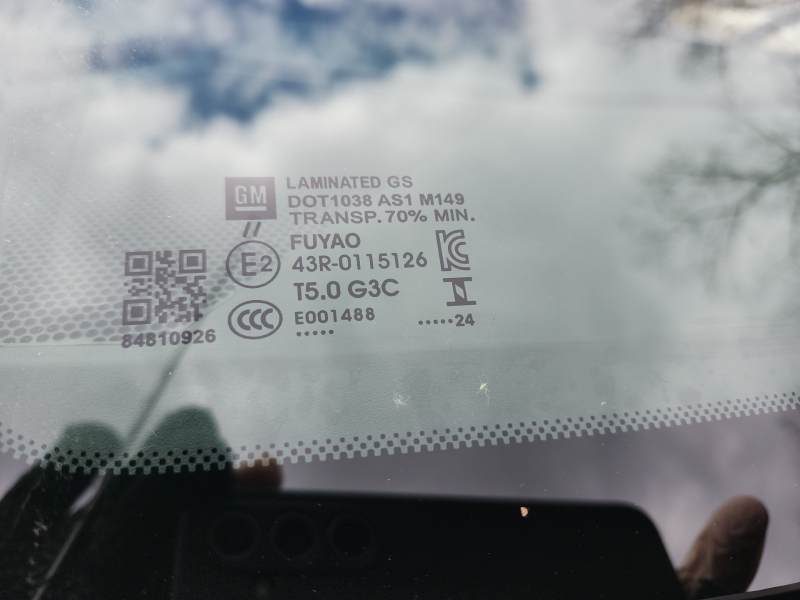 GM
LAMINATED GS
DOT1038 AS1 M149
TRANSP. 70% MIN.
//
FUYAO
E2
43R-0115126
T5.0 G3C
CCC
E001488
•••••
•••••24
84810926